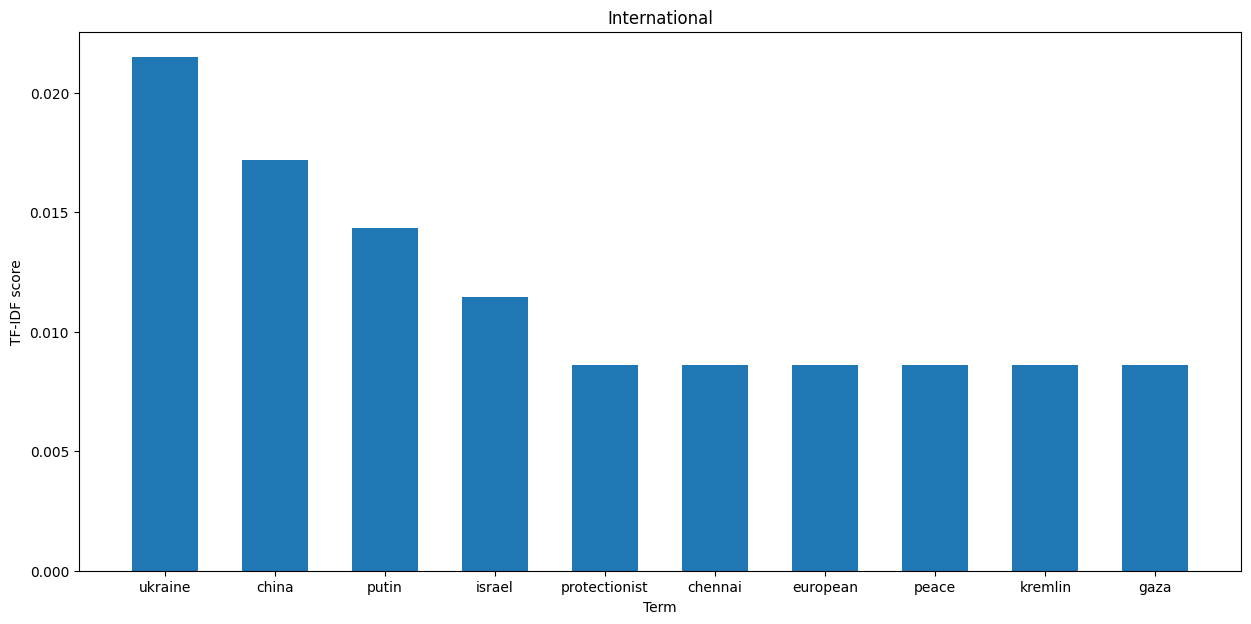 International
TF-IDF score
0.020
0.015
0.010
0.005
0.000
ukraine china putin israel protectionist chennai european peace kremlin gaza
Term